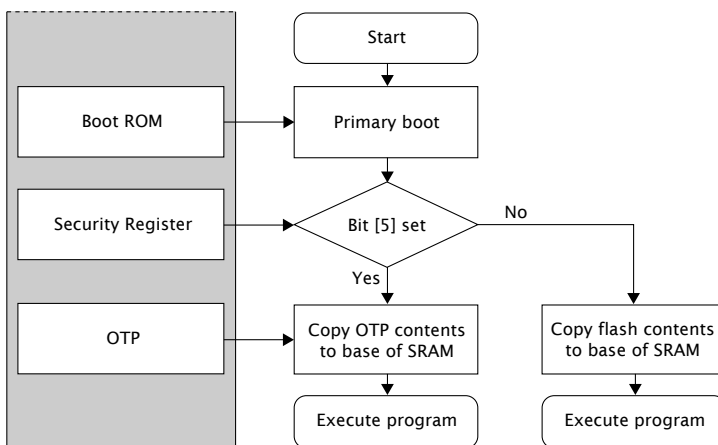 Start
Boot ROM
Primary boot
Security Register
Bit [5] set
No
Yes
OTP
Copy OTP contents
to base of SRAM
Copy flash contents
to base of SRAM
Execute program
Execute program